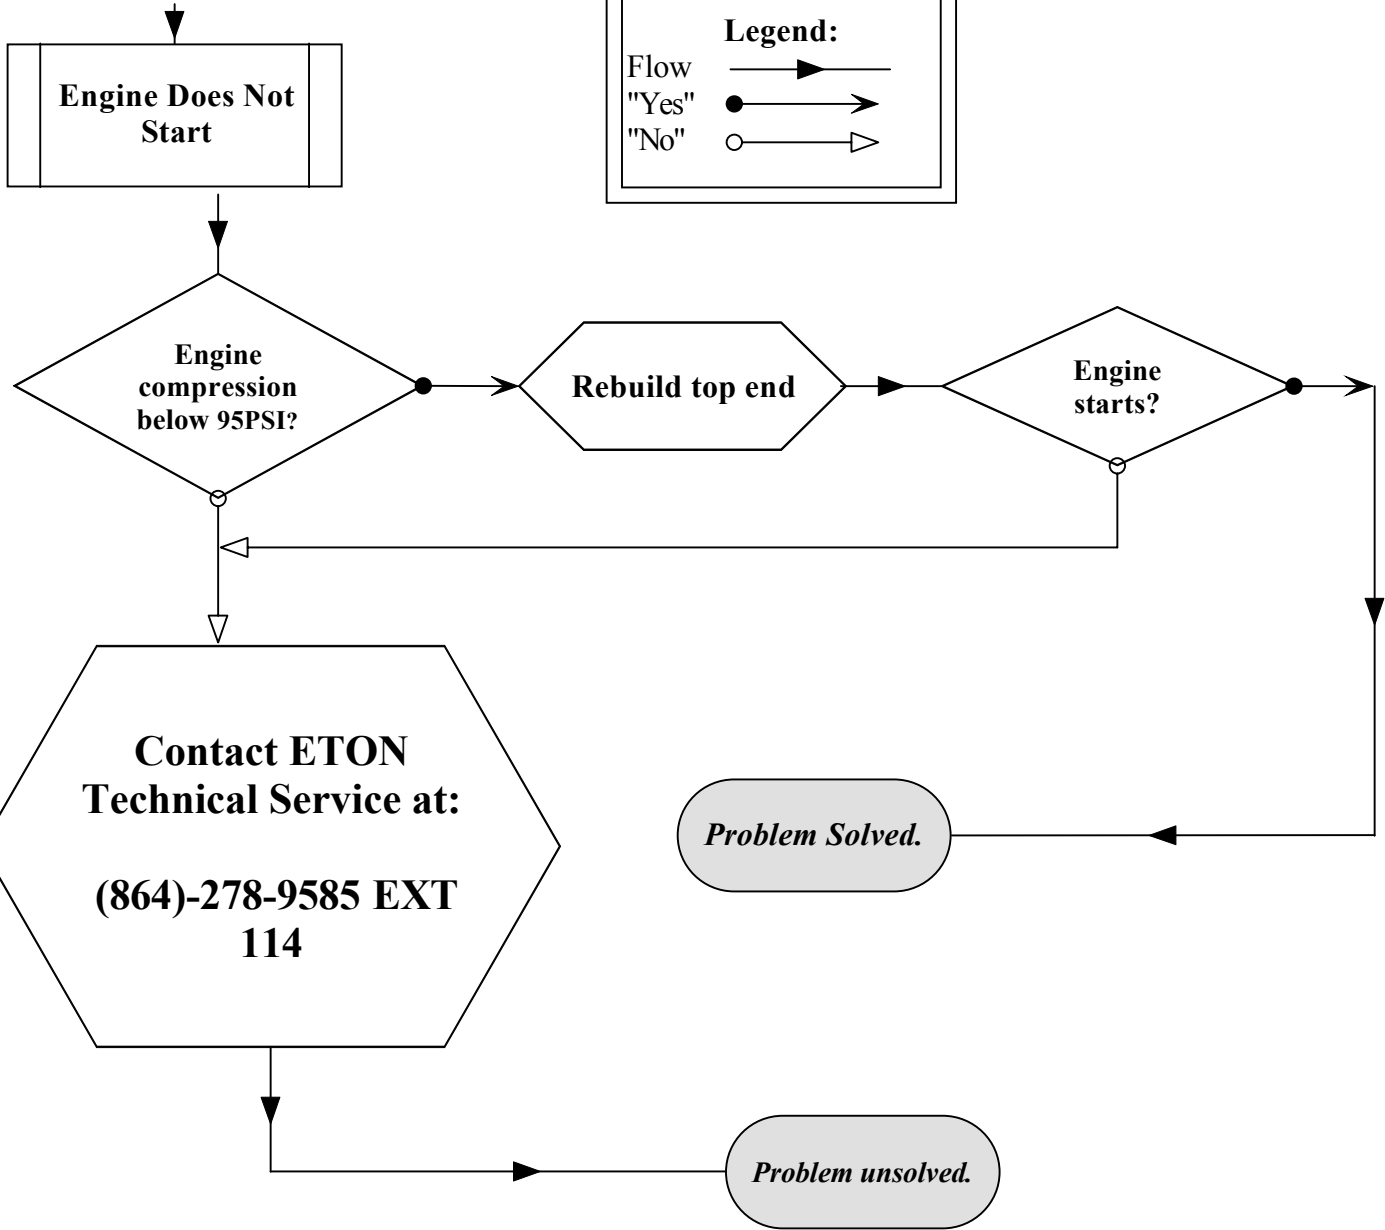 Legend:
Flow
"Yes"
"No"
Engine Does Not
Start
Engine
compression
below 95PSI?
Rebuild top end
Engine
starts?
Contact ETON
Technical Service at:
(864)-278-9585 EXT
114
Problem Solved.
Problem unsolved.